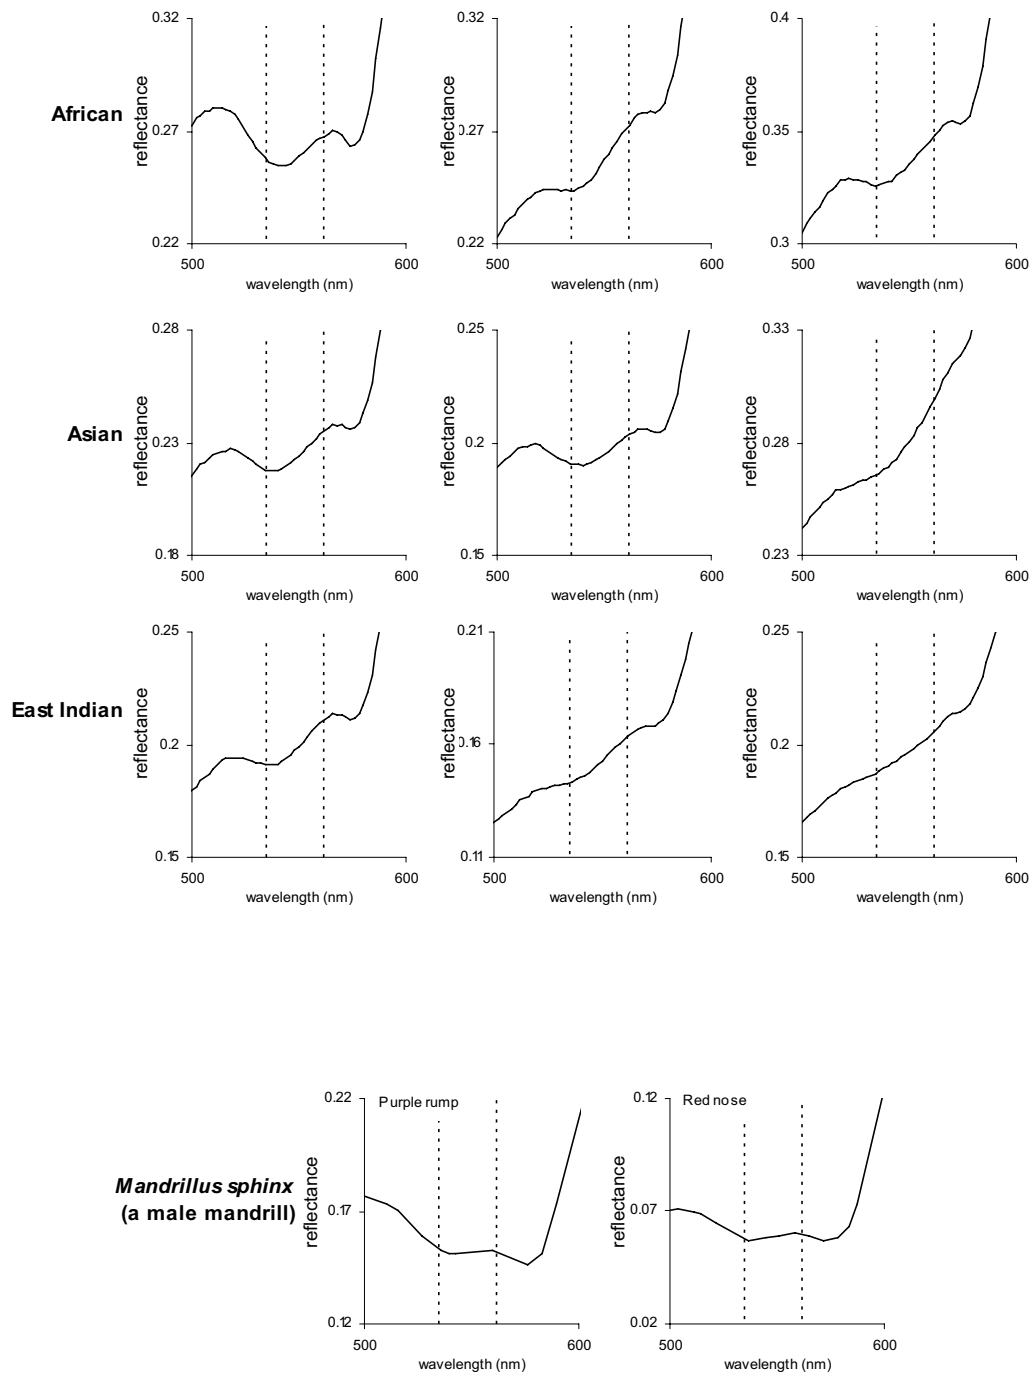 African
reflectance
0.32
0.27
0.22
500
600
wavelength (nm)
reflectance
0.32
0.27
0.22
500
600
wavelength (nm)
reflectance
0.4
0.35
0.3
500
600
wavelength (nm)
Asian
reflectance
0.28
0.23
0.18
500
600
wavelength (nm)
reflectance
0.25
0.2
0.15
500
600
wavelength (nm)
reflectance
0.33
0.28
0.23
500
600
wavelength (nm)
East Indian
reflectance
0.25
0.2
0.15
500
600
wavelength (nm)
reflectance
0.21
0.16
0.11
500
600
wavelength (nm)
reflectance
0.25
0.2
0.15
500
600
wavelength (nm)
Mandrillus sphinx
(a male mandrill)
Purple rump
reflectance
0.22
0.17
0.12
500
600
wavelength (nm)
Red nose
reflectance
0.12
0.07
0.02
500
600
wavelength (nm)